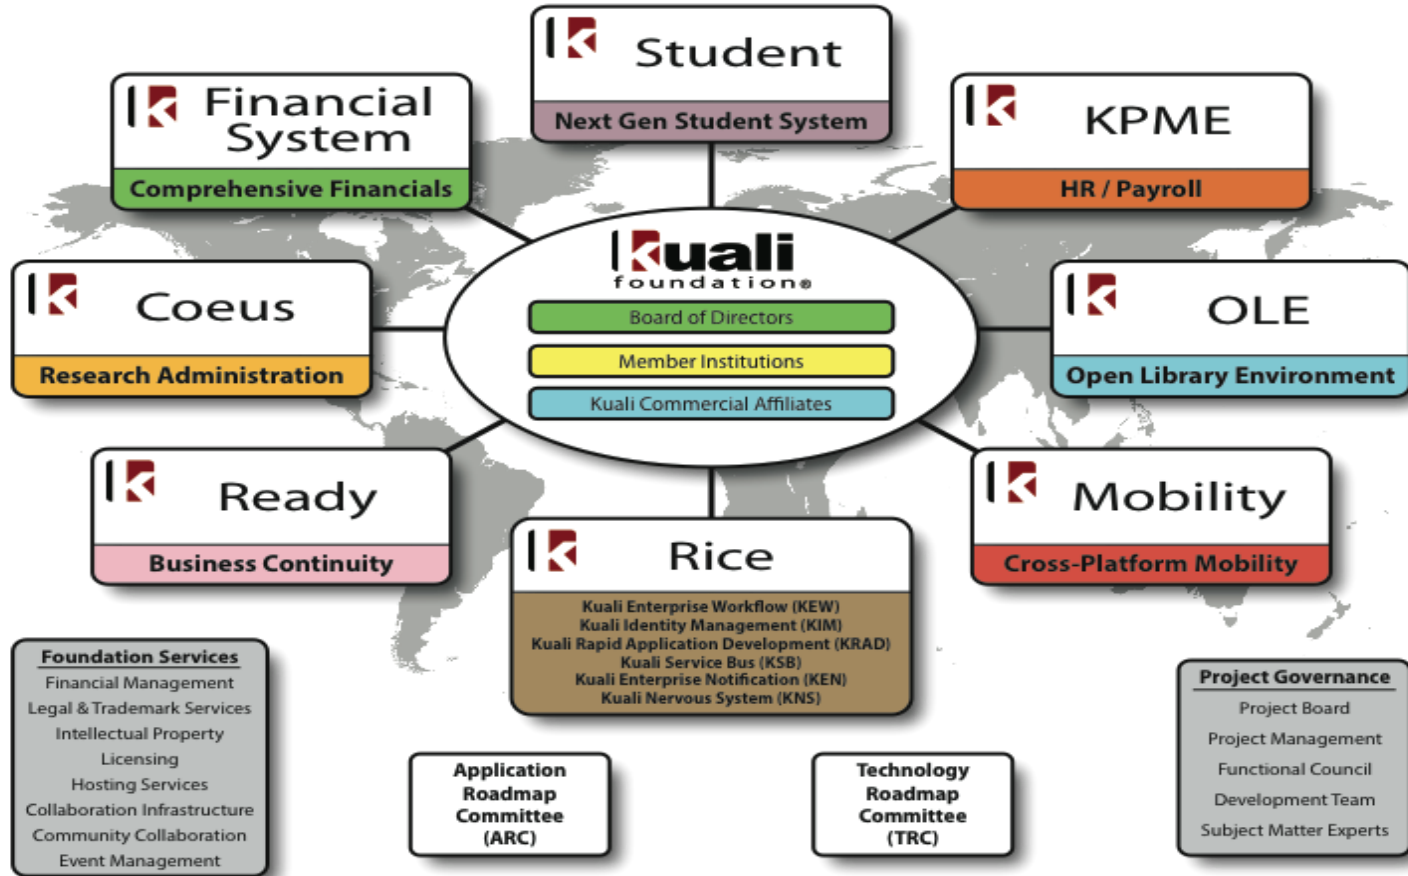 Student
Next Gen Student System
Financial
System
Comprehensive Financials
KPME
HR / Payroll
kuali
foundation®
Board of Directors
Member Institutions
Kuali Commercial Affiliates
Coeus
Research Administration
OLE
Open Library Environment
Ready
Business Continuity
Mobility
Cross-Platform Mobility
Rice
Kuali Enterprise Workflow (KEW)
Kuali Identity Management (KIM)
Kuali Rapid Application Development (KRAD)
Kuali Service Bus (KSB)
Kuali Enterprise Notification (KEN)
Kuali Nervous System (KNS)
Foundation Services
Financial Management
Legal & Trademark Services
Intellectual Property
Licensing
Hosting Services
Collaboration Infrastructure
Community Collaboration
Event Management
Application
Roadmap
Committee
(ARC)
Technology
Roadmap
Committee
(TRC)
Project Governance
Project Board
Project Management
Functional Council
Development Team
Subject Matter Experts